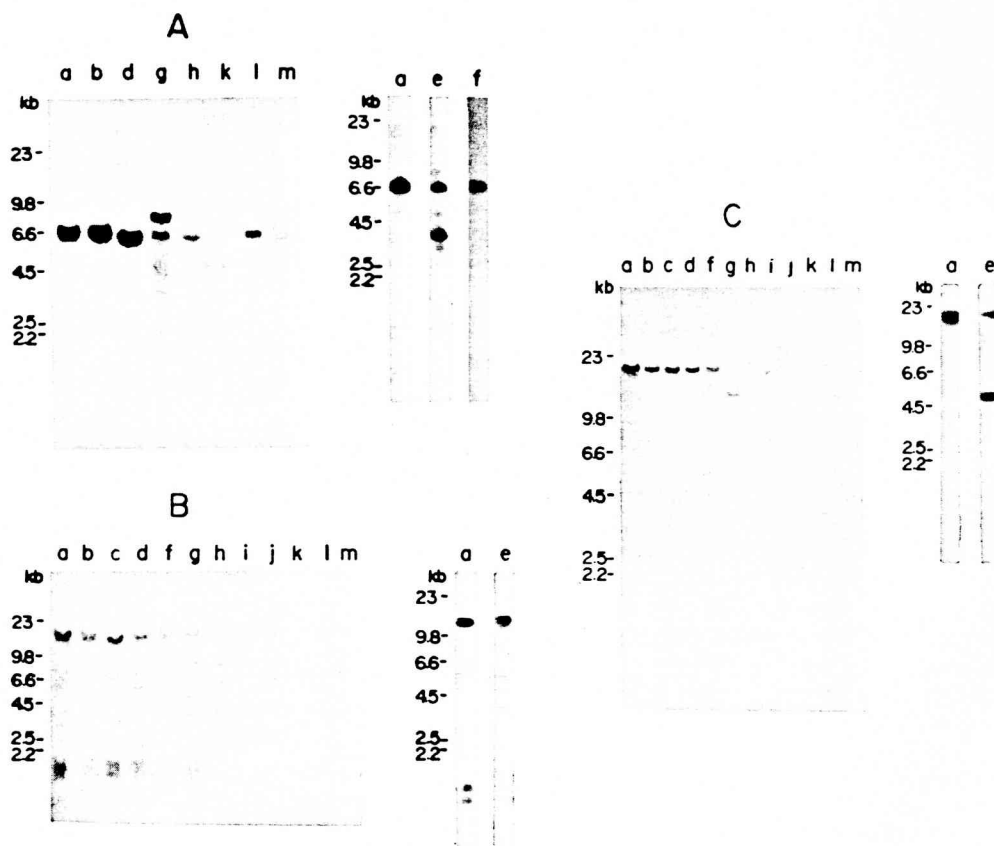 A
a b d g h k l m
kb
23-
9.8-
6.6-
4.5-
2.5-
2.2-
a e f
kb
23-
9.8-
6.6-
4.5-
2.5-
2.2-
B
a b c d f g h i j k l m
kb
23-
9.8-
6.6-
4.5-
2.5-
2.2-
a e
kb
23-
9.8-
6.6-
4.5-
2.5-
2.2-
C
a b c d f g h i j k l m
kb
23-
9.8-
6.6-
4.5-
2.5-
2.2-
a e
kb
23-
9.8-
6.6-
4.5-
2.5-
2.2-